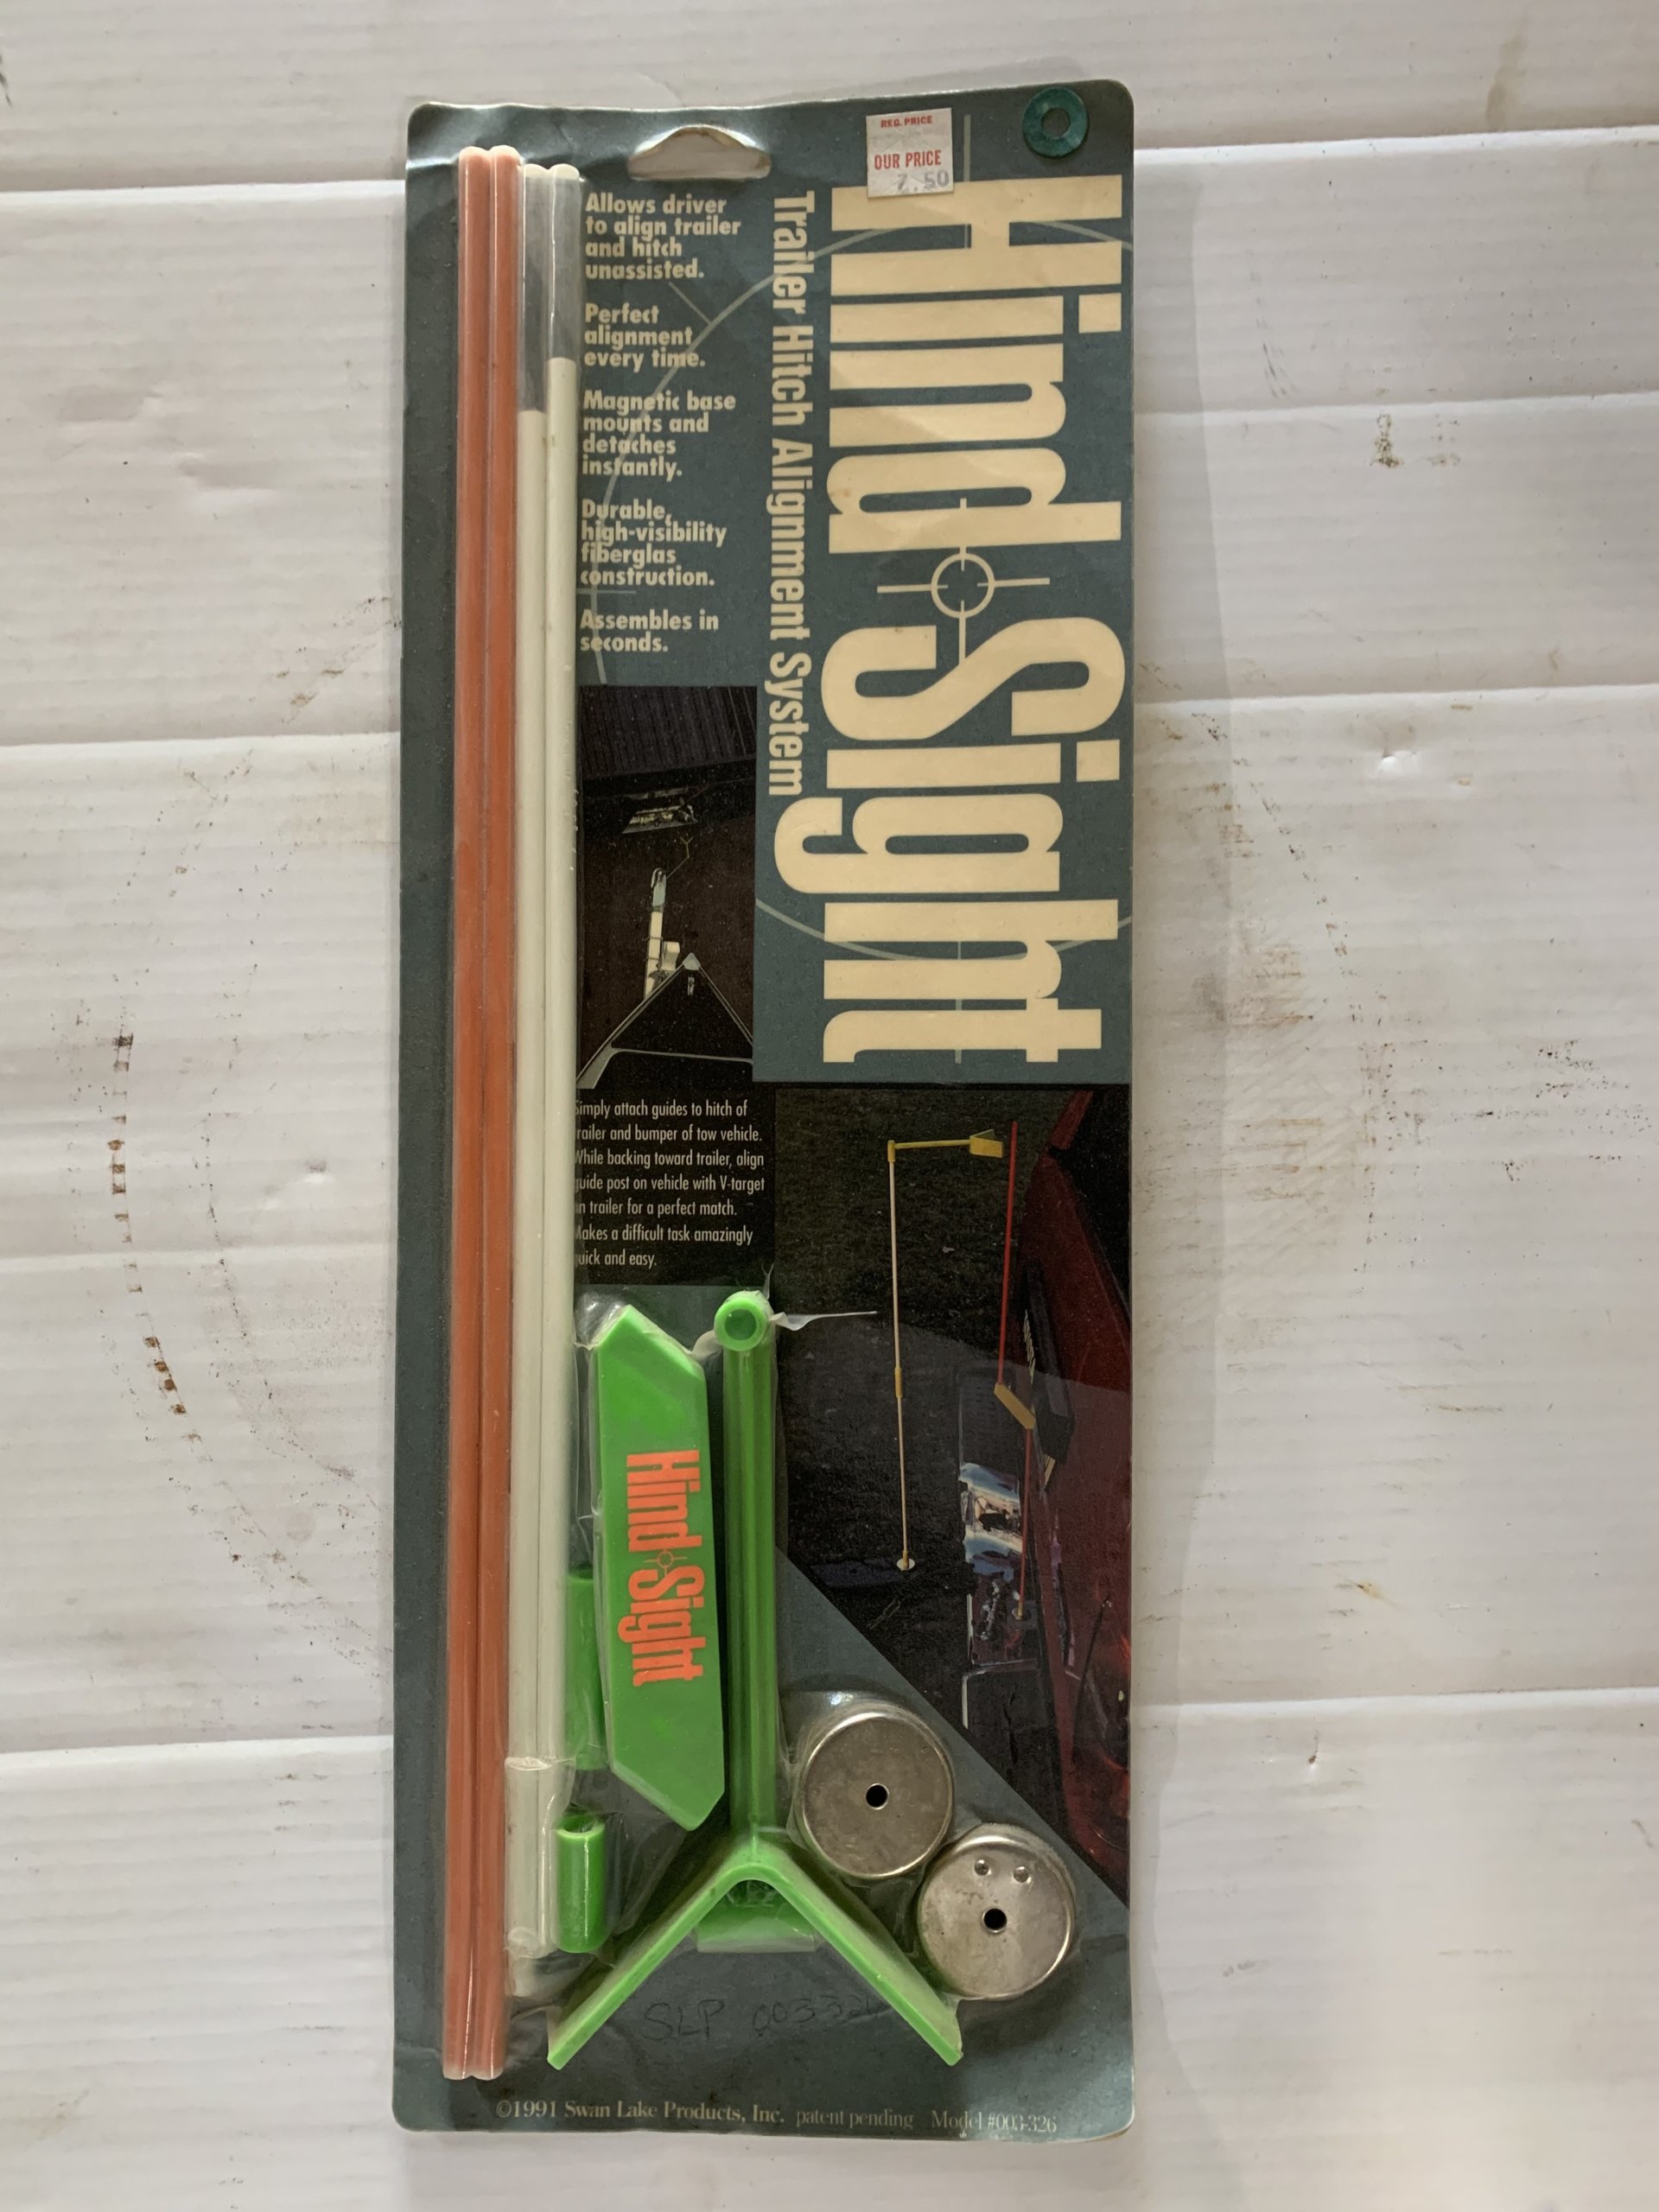 REG. PRICE
OUR PRICE
7.50
Hind Sight
Trailer Hitch Alignment System
Allows driver
to align trailer
and hitch
unassisted.
Perfect
alignment
every time.
Magnetic base
mounts and
detaches
instantly.
Durable,
high-visibility
fiberglas
construction.
Assembles in
seconds.
Simply attach guides to hitch of
trailer and bumper of tow vehicle.
While backing toward trailer, align
guide post on vehicle with V-target
on trailer for a perfect match.
Makes a difficult task amazingly
quick and easy.
Hind Sight
SLP
©1991 Swan Lake Products, Inc. patent pending Model #003-326